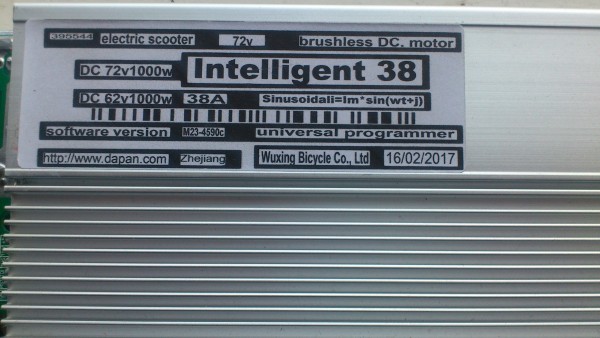 395544 electric scooter 72v brushless DC. motor
DC 72v1000w Intelligent 38
DC 62v1000w 38A Sinusoidali=Im*sin(wt+j)
software version M23-4590c universal programmer
http://www.dapan.com Zhejiang Wuxing Bicycle Co., Ltd 16/02/2017